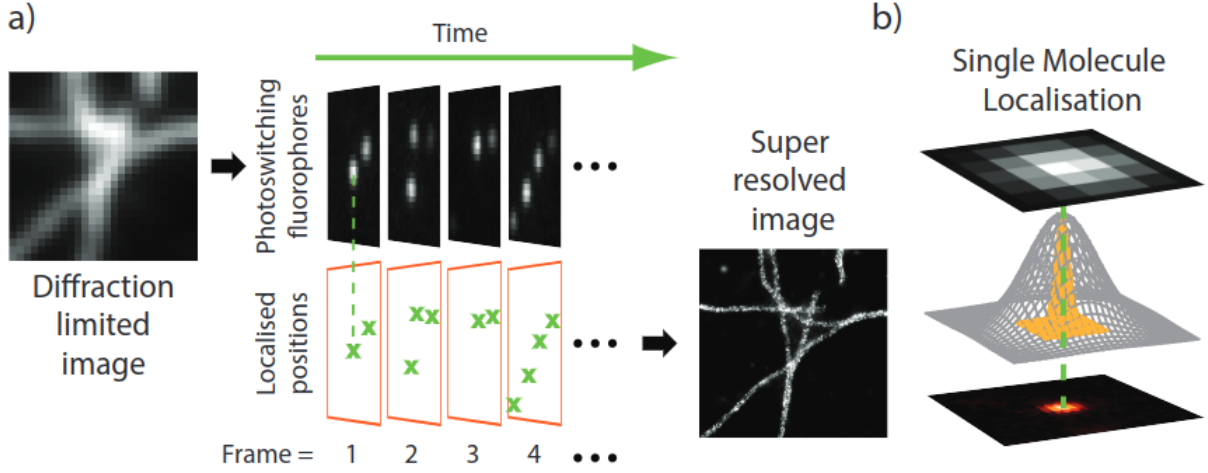 a)
Diffraction
limited
image
Time
Photoswitching
fluorophores
Localised
positions
x x
x x x
x x
x x x x
Frame = 1 2 3 4 •••
Super
resolved
image
b)
Single Molecule
Localisation